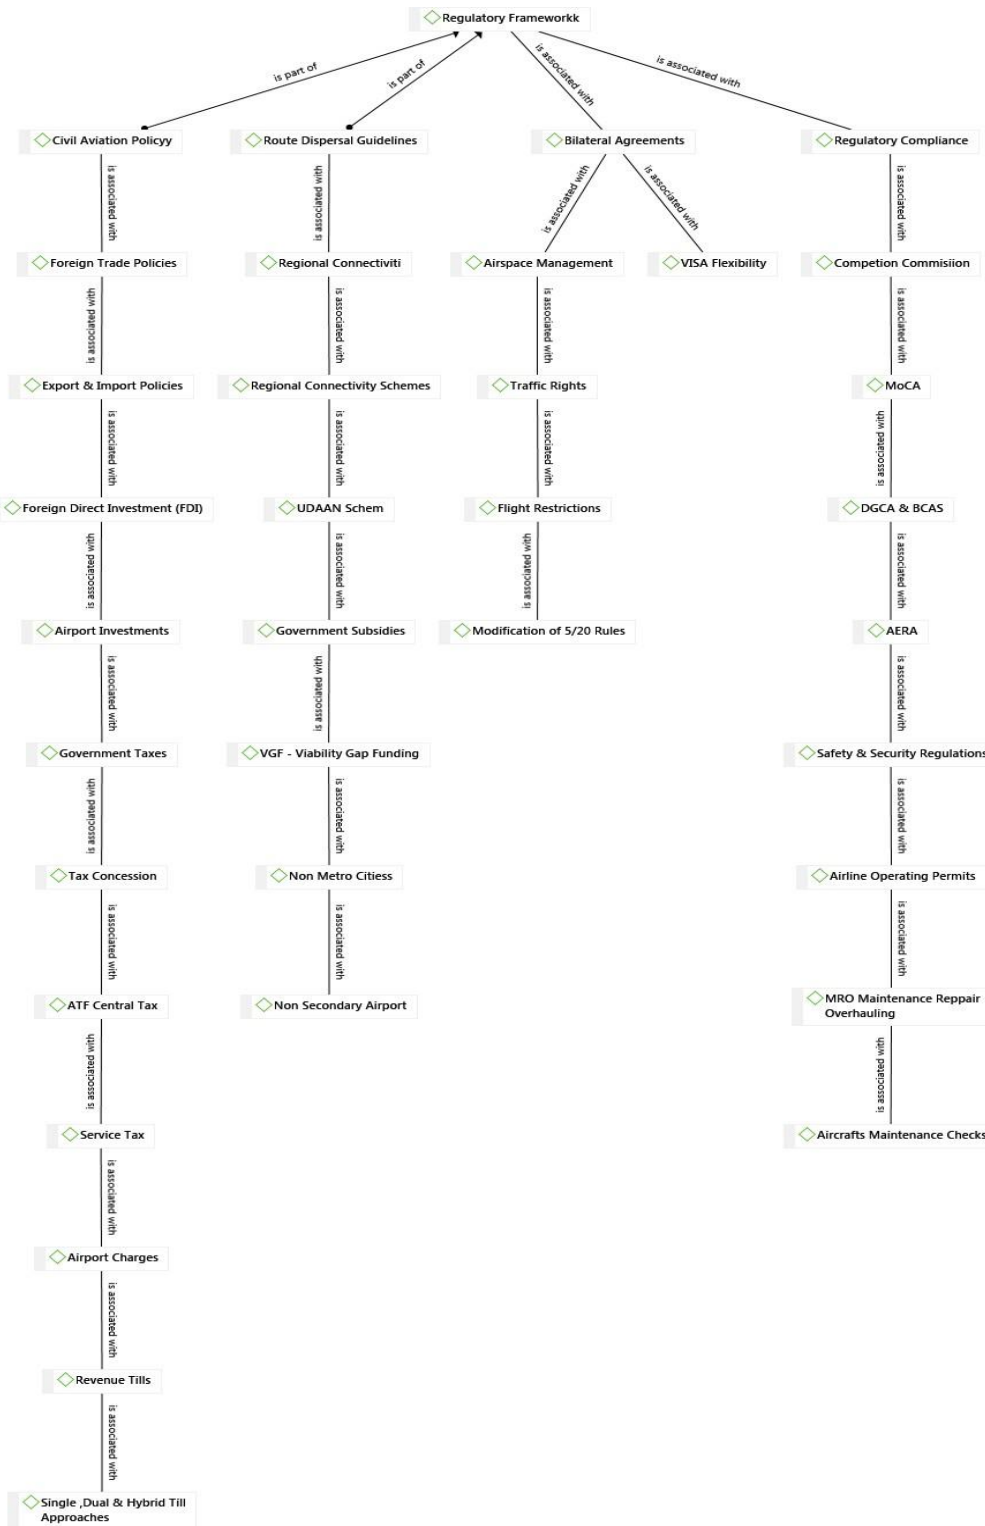 Regulatory Frameworkk
is part of
is part of
is associated with
is associated with
Civil Aviation Policyy
Route Dispersal Guidelines
Bilateral Agreements
Regulatory Compliance
is associated with
is associated with
is associated with
is associated with
is associated with
Foreign Trade Policies
Regional Connectiviti
Airspace Management
VISA Flexibility
Competion Commisiion
is associated with
is associated with
is associated with
is associated with
Export & Import Policies
Regional Connectivity Schemes
Traffic Rights
MoCA
is associated with
is associated with
is associated with
is associated with
Foreign Direct Investment (FDI)
UDAAN Schem
Flight Restrictions
DGCA & BCAS
is associated with
is associated with
is associated with
is associated with
Airport Investments
Government Subsidies
Modification of 5/20 Rules
AERA
is associated with
is associated with
is associated with
Government Taxes
VGF - Viability Gap Funding
Safety & Security Regulations
is associated with
is associated with
is associated with
Tax Concession
Non Metro Citiess
Airline Operating Permits
is associated with
is associated with
is associated with
ATF Central Tax
Non Secondary Airport
MRO Maintenance Reppair
Overhauling
is associated with
is associated with
Service Tax
Aircrafts Maintenance Checks
is associated with
Airport Charges
is associated with
Revenue Tills
is associated with
Single ,Dual & Hybrid Till
Approaches